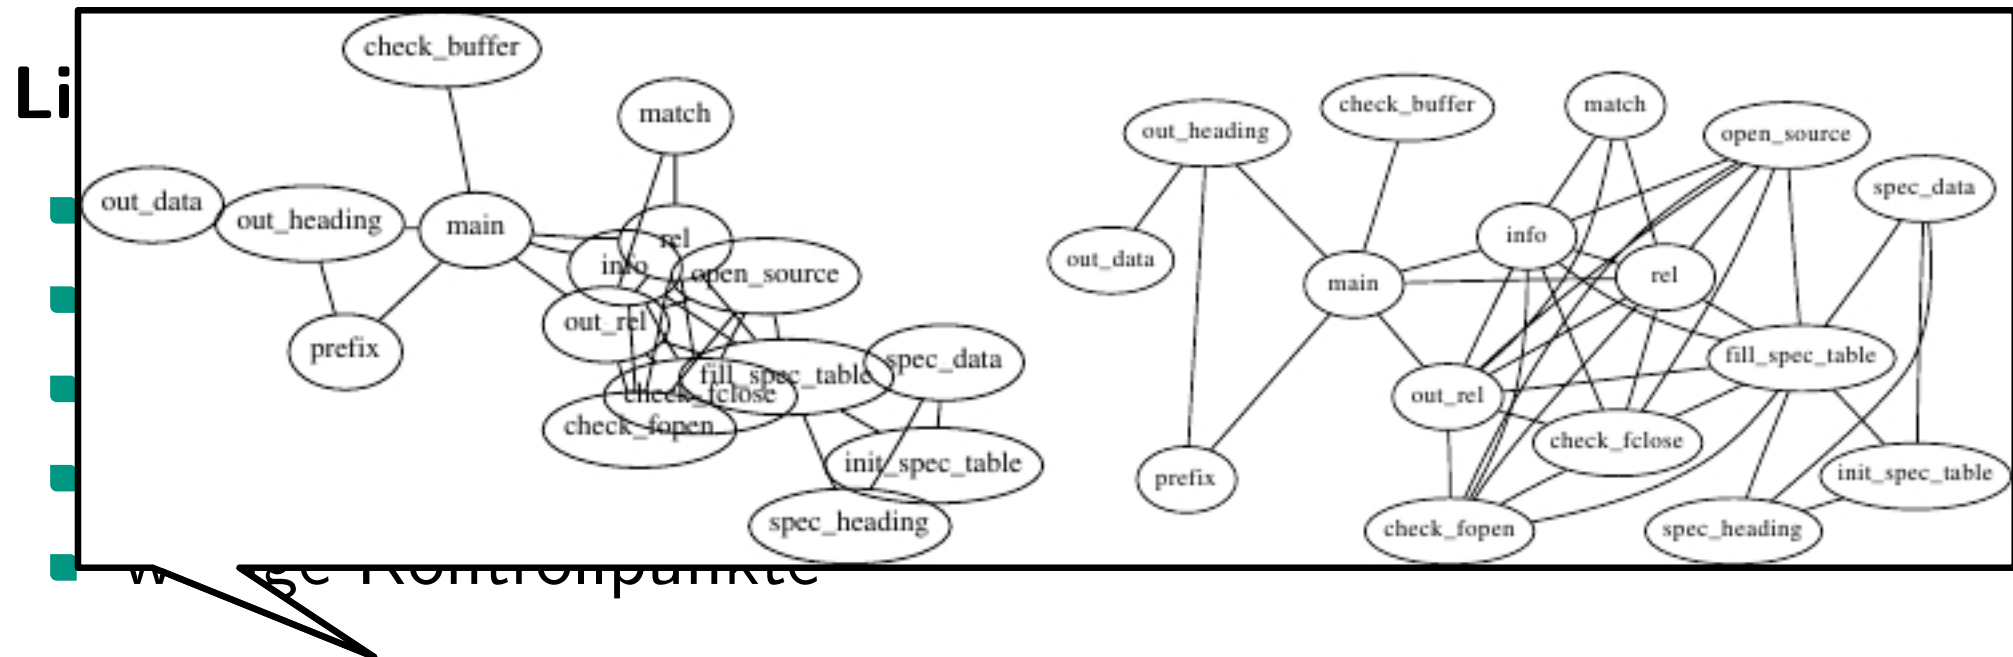 Li
check_buffer
match
out_data
out_heading
main
rel
info
open_source
out_rel
prefix
fill_spec_table
spec_data
check_fclose
check_fopen
init_spec_table
spec_heading
check_buffer
match
out_heading
open_source
spec_data
info
out_data
main
rel
fill_spec_table
out_rel
check_fclose
prefix
init_spec_table
check_fopen
spec_heading
Kontrollpunkte